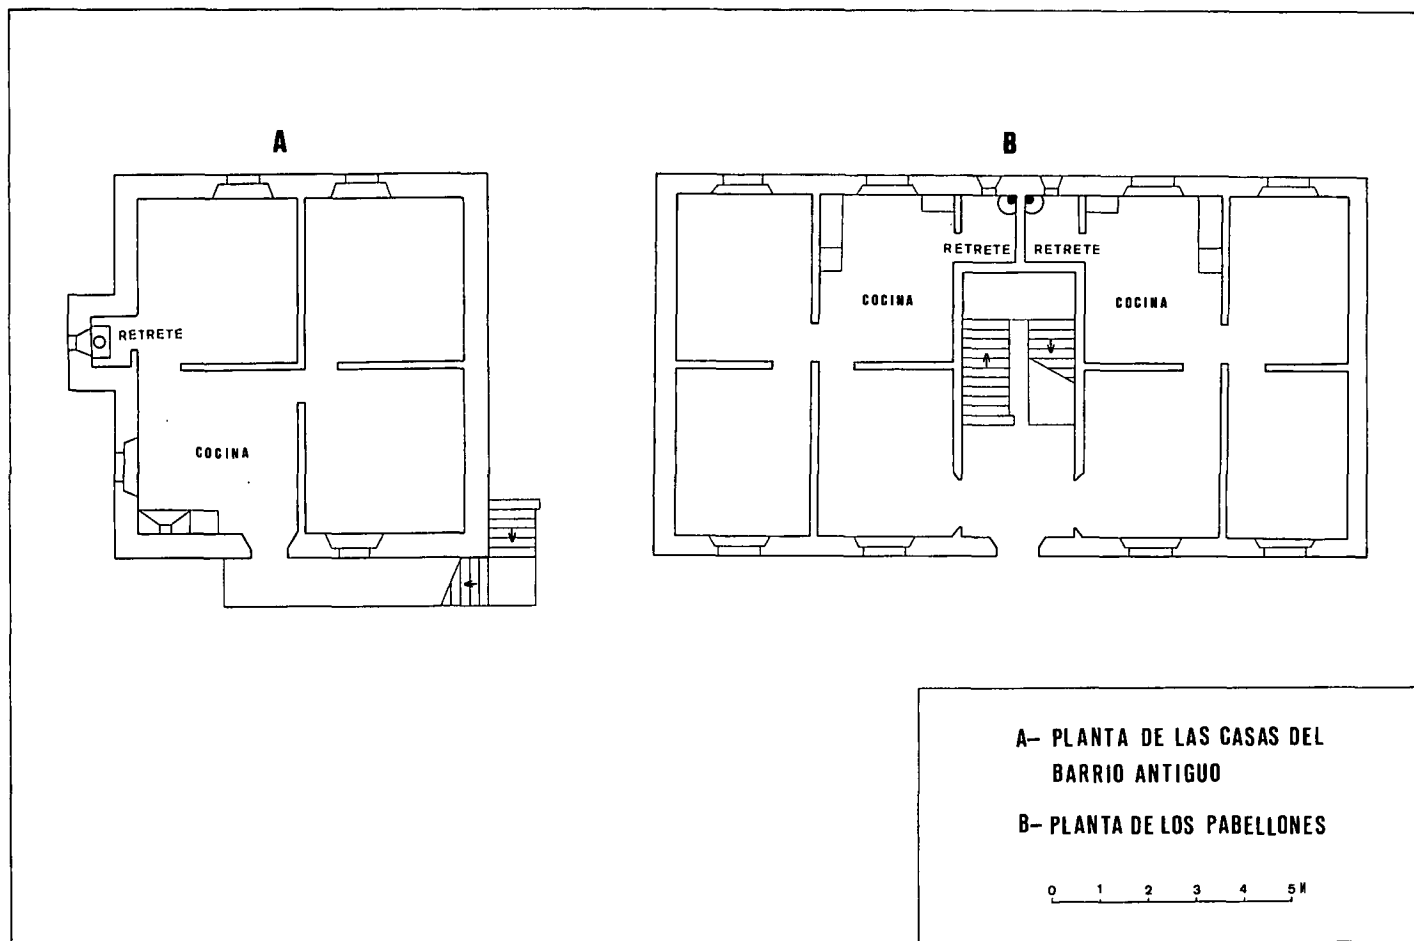 A
B
RETRETE
COCINA
RETRETE RETRETE
COCINA COCINA
A- PLANTA DE LAS CASAS DEL
BARRIO ANTIGUO
B- PLANTA DE LOS PABELLONES
0 1 2 3 4 5 M